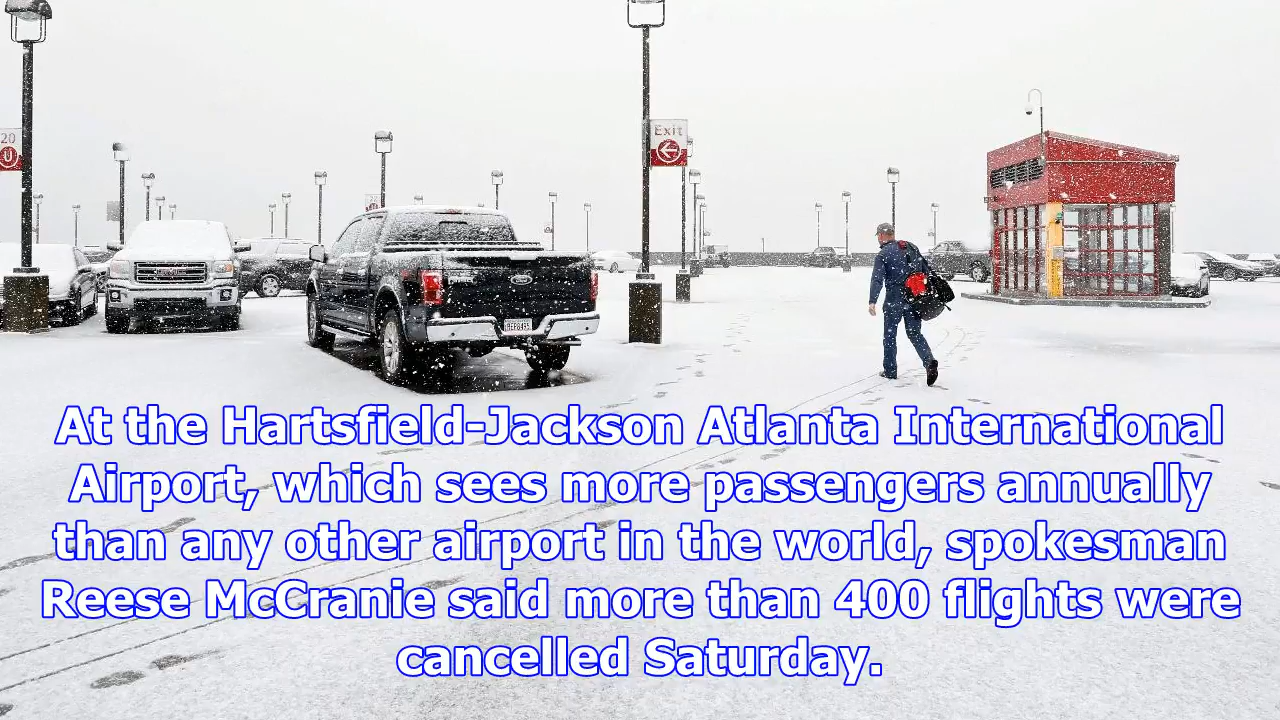 20
Exit
At the Hartsfield-Jackson Atlanta International
Airport, which sees more passengers annually
than any other airport in the world, spokesman
Reese McCranie said more than 400 flights were
cancelled Saturday.